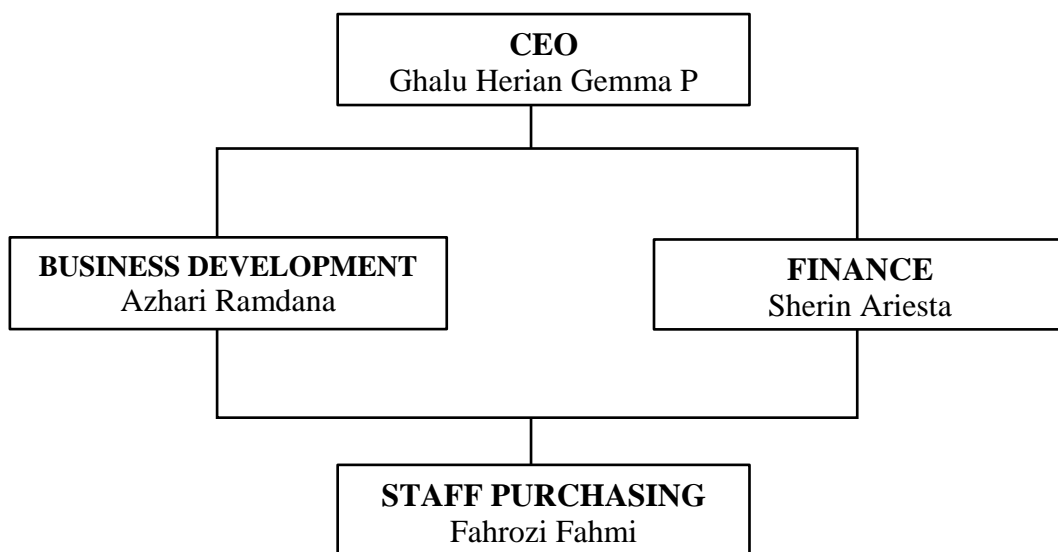 CEO
Ghalu Herian Gemma P
BUSINESS DEVELOPMENT
Azhari Ramdana
FINANCE
Sherin Ariesta
STAFF PURCHASING
Fahrozi Fahmi